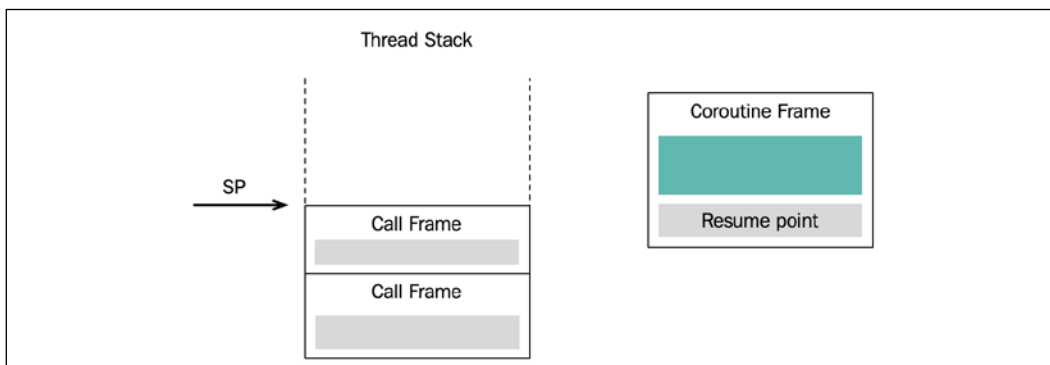 Thread Stack
Coroutine Frame
SP
Call Frame
Resume point
Call Frame